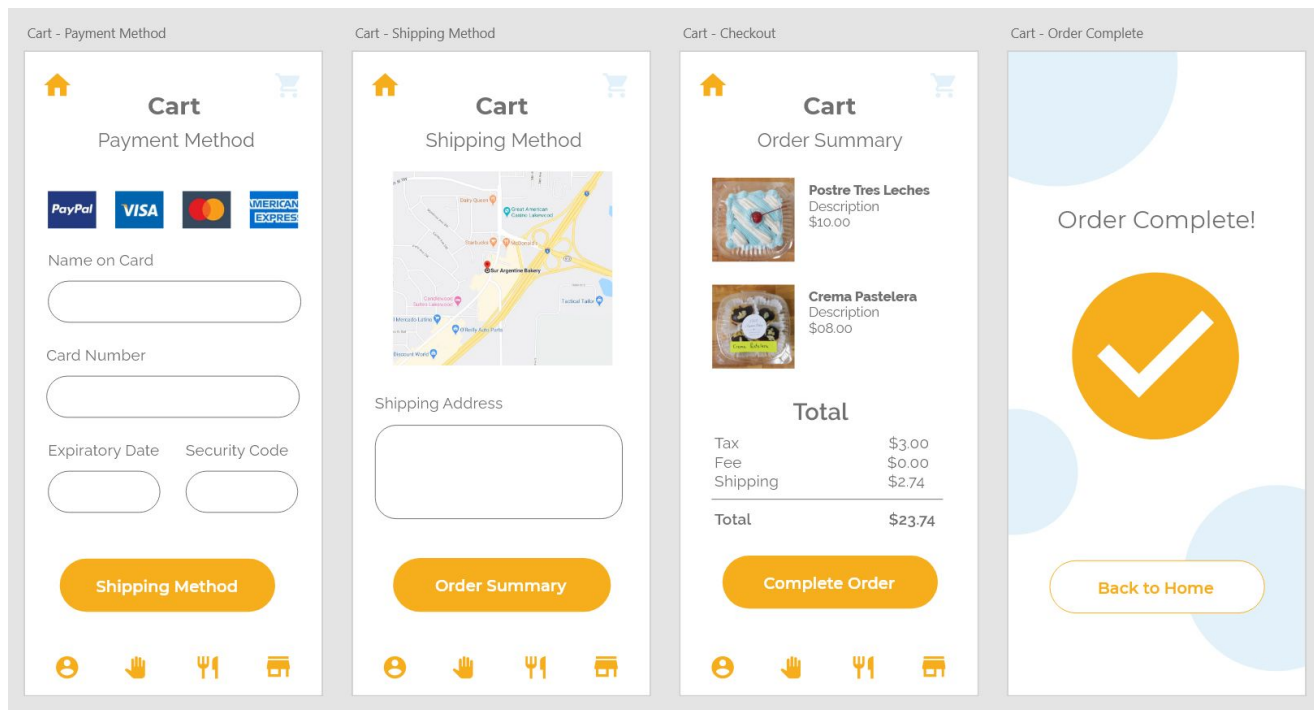 Cart - Payment Method
Cart
Payment Method
PayPal
VISA
AMERICAN
EXPRESS
Name on Card
Card Number
Expiratory Date
Security Code
Shipping Method
Cart - Shipping Method
Cart
Shipping Method
Dairy Queen
Great American
Casino Lakewood
Starbucks
McDonald's
Sur Argentine Bakery
Tactical Tailor
O'Reilly Auto Parts
Shipping Address
Order Summary
Cart - Checkout
Cart
Order Summary
Postre Tres Leches
Description
$10.00
Crema Pastelera
Description
$08.00
Total
Tax $3.00
Fee $0.00
Shipping $2.74
Total $23.74
Complete Order
Cart - Order Complete
Order Complete!
Back to Home